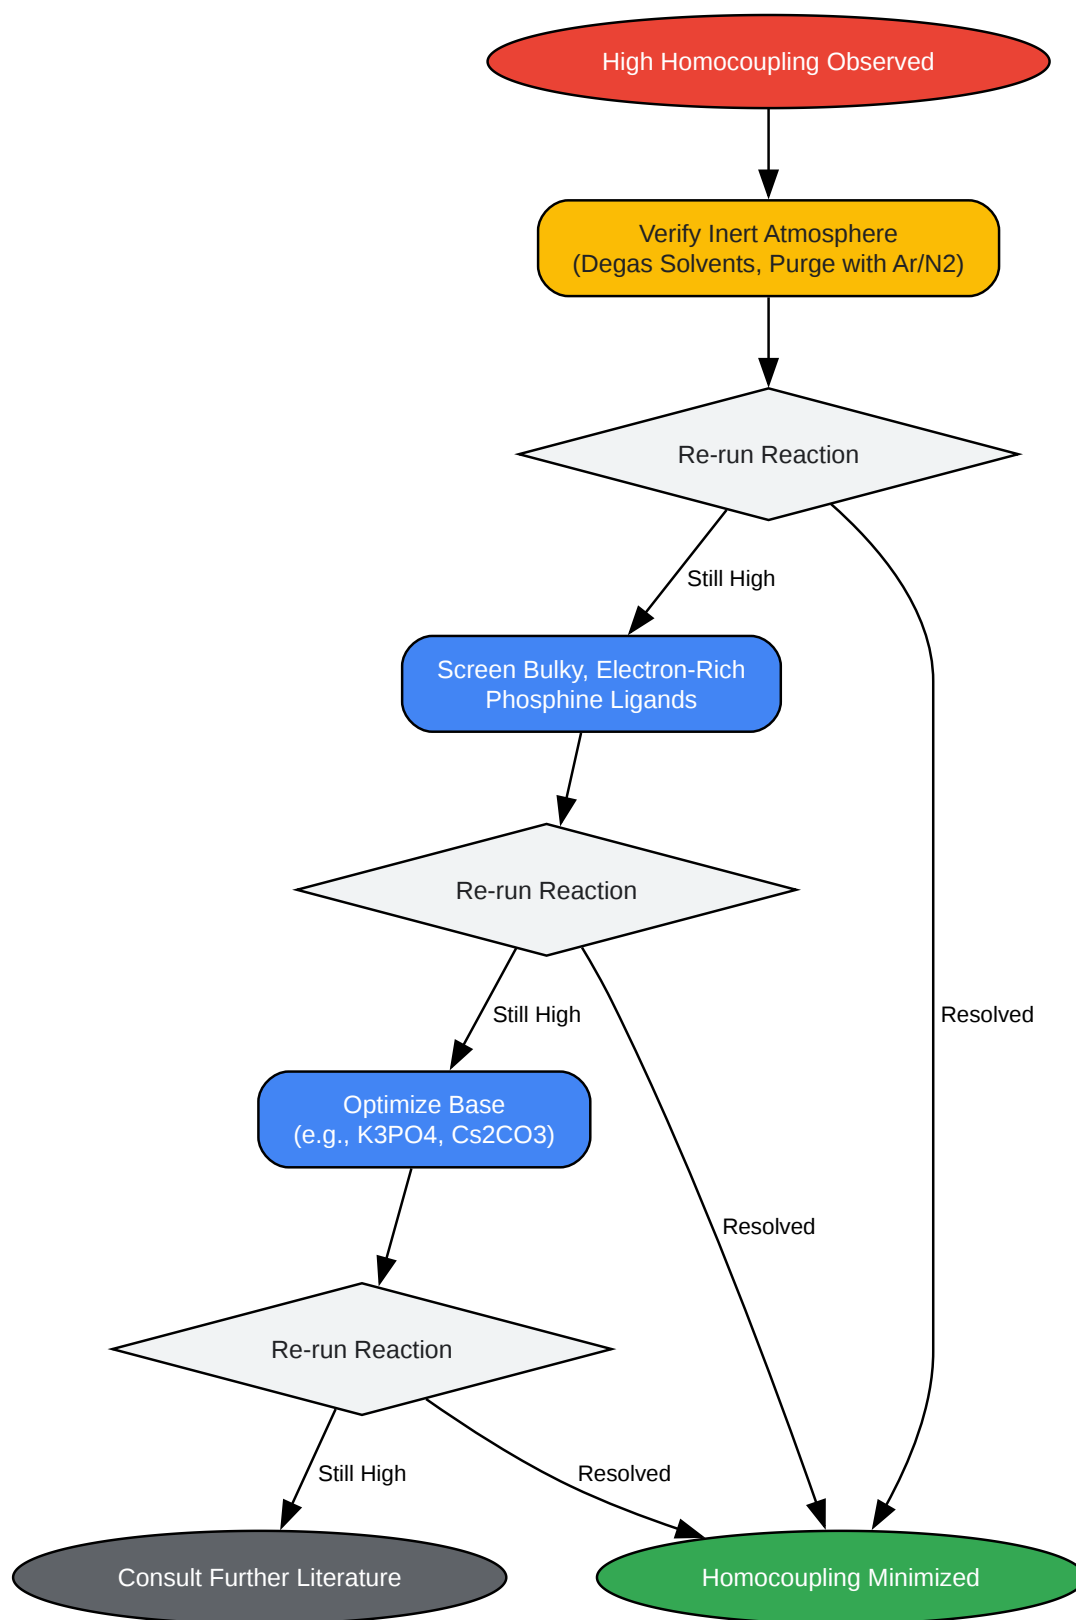 High Homocoupling Observed
Verify Inert Atmosphere
(Degas Solvents, Purge with Ar/N2)
Re-run Reaction
Still High
Screen Bulky, Electron-Rich
Phosphine Ligands
Re-run Reaction
Still High
Resolved
Optimize Base
(e.g., K3PO4, Cs2CO3)
Resolved
Re-run Reaction
Still High
Resolved
Consult Further Literature
Homocoupling Minimized